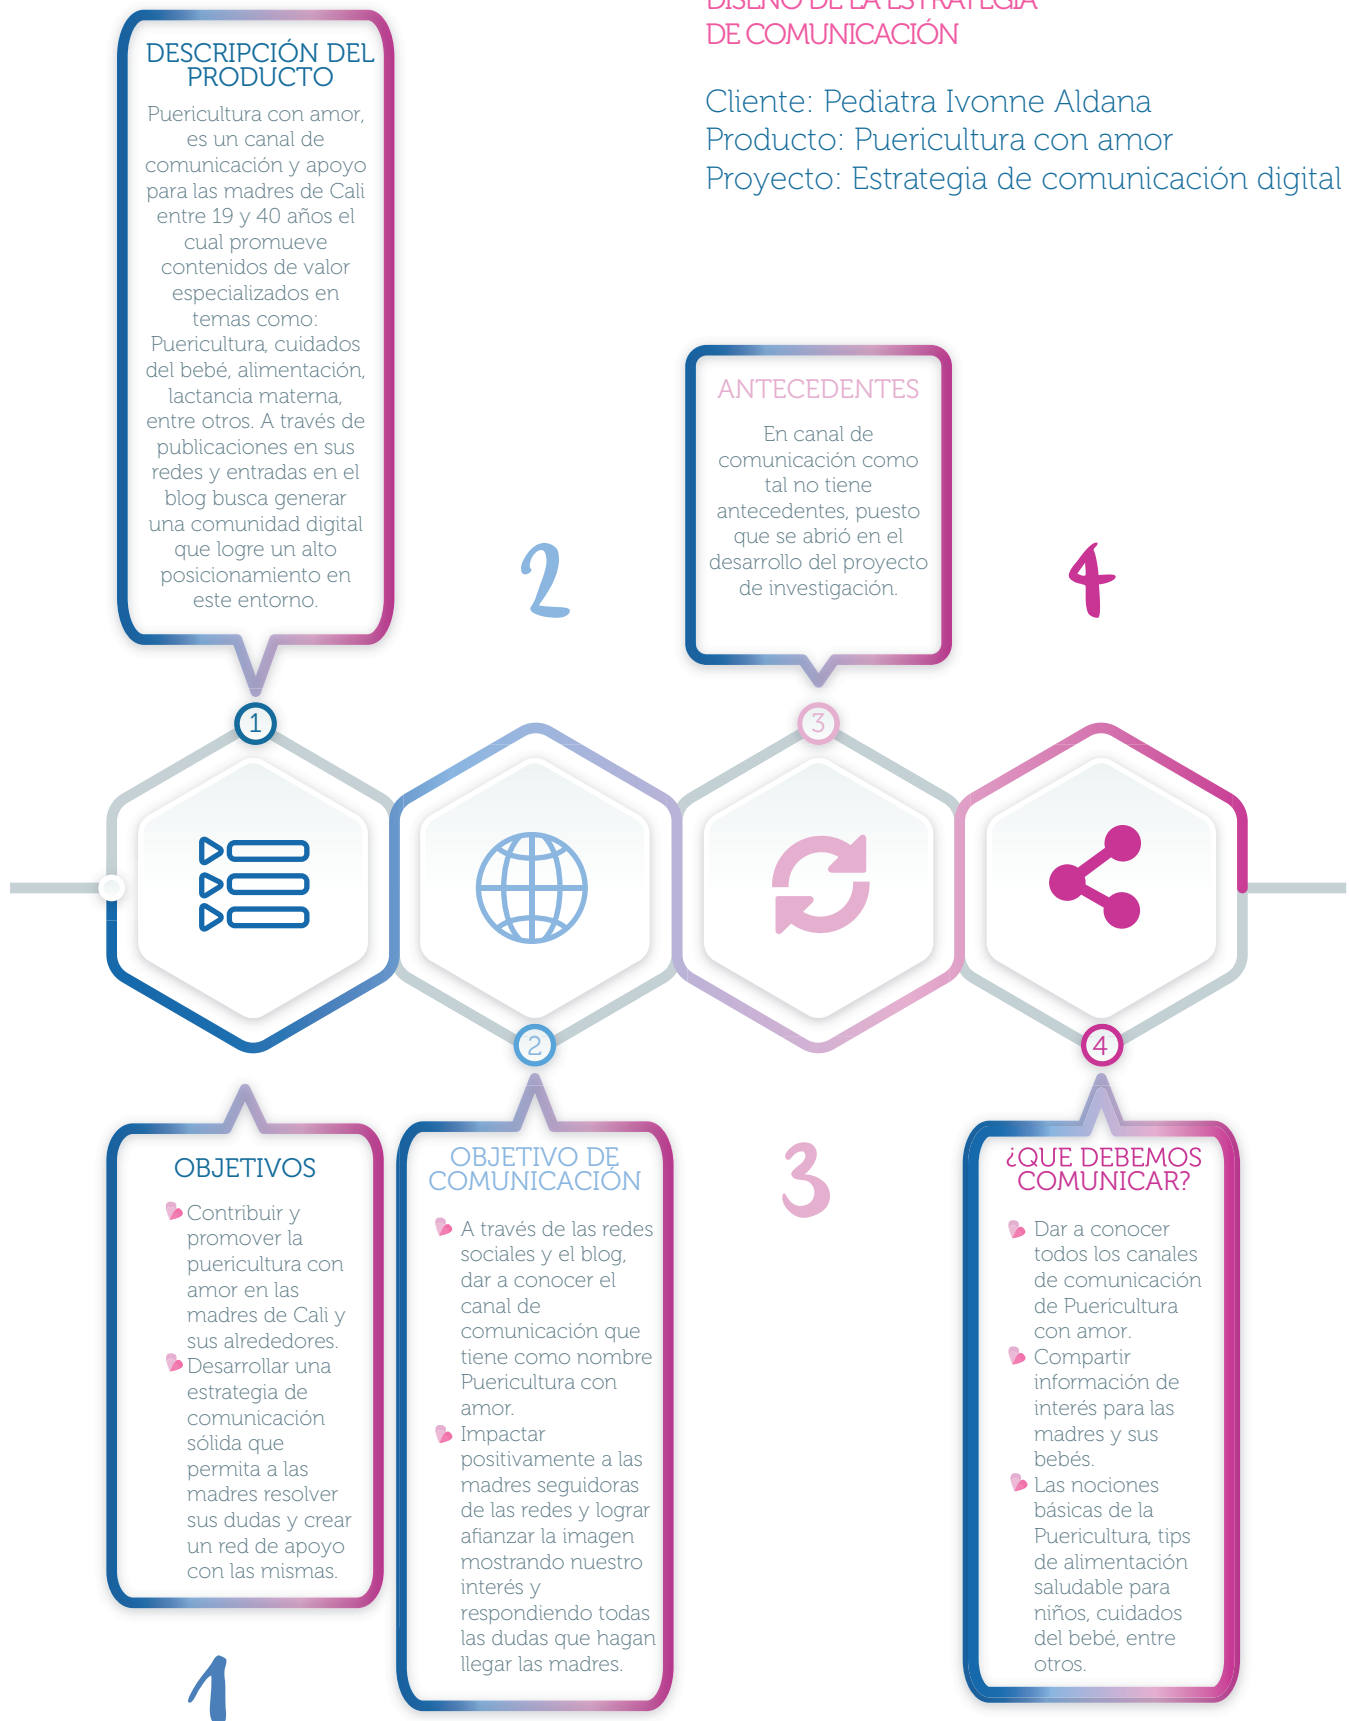 DISEÑO DE LA ESTRATEGIA
DE COMUNICACIÓN
Cliente: Pediatra Ivonne Aldana
Producto: Puericultura con amor
Proyecto: Estrategia de comunicación digital
DESCRIPCIÓN DEL
PRODUCTO
Puericultura con amor,
es un canal de
comunicación y apoyo
para las madres de Cali
entre 19 y 40 años el
cual promueve
contenidos de valor
especializados en
temas como:
Puericultura, cuidados
del bebé, alimentación,
lactancia materna,
entre otros. A través de
publicaciones en sus
redes y entradas en el
blog busca generar
una comunidad digital
que logre un alto
posicionamiento en
este entorno.
2
ANTECEDENTES
En canal de
comunicación como
tal no tiene
antecedentes, puesto
que se abrió en el
desarrollo del proyecto
de investigación.
4
1
3
2
4
OBJETIVOS
Contribuir y
promover la
puericultura con
amor en las
madres de Cali y
sus alrededores.
Desarrollar una
estrategia de
comunicación
sólida que
permita a las
madres resolver
sus dudas y crear
un red de apoyo
con las mismas.
1
OBJETIVO DE
COMUNICACIÓN
A través de las redes
sociales y el blog,
dar a conocer el
canal de
comunicación que
tiene como nombre
Puericultura con
amor.
Impactar
positivamente a las
madres seguidoras
de las redes y lograr
afianzar la imagen
mostrando nuestro
interés y
respondiendo todas
las dudas que hagan
llegar las madres.
3
¿QUE DEBEMOS
COMUNICAR?
Dar a conocer
todos los canales
de comunicación
de Puericultura
con amor.
Compartir
información de
interés para las
madres y sus
bebés.
Las nociones
básicas de la
Puericultura, tips
de alimentación
saludable para
niños, cuidados
del bebé, entre
otros.